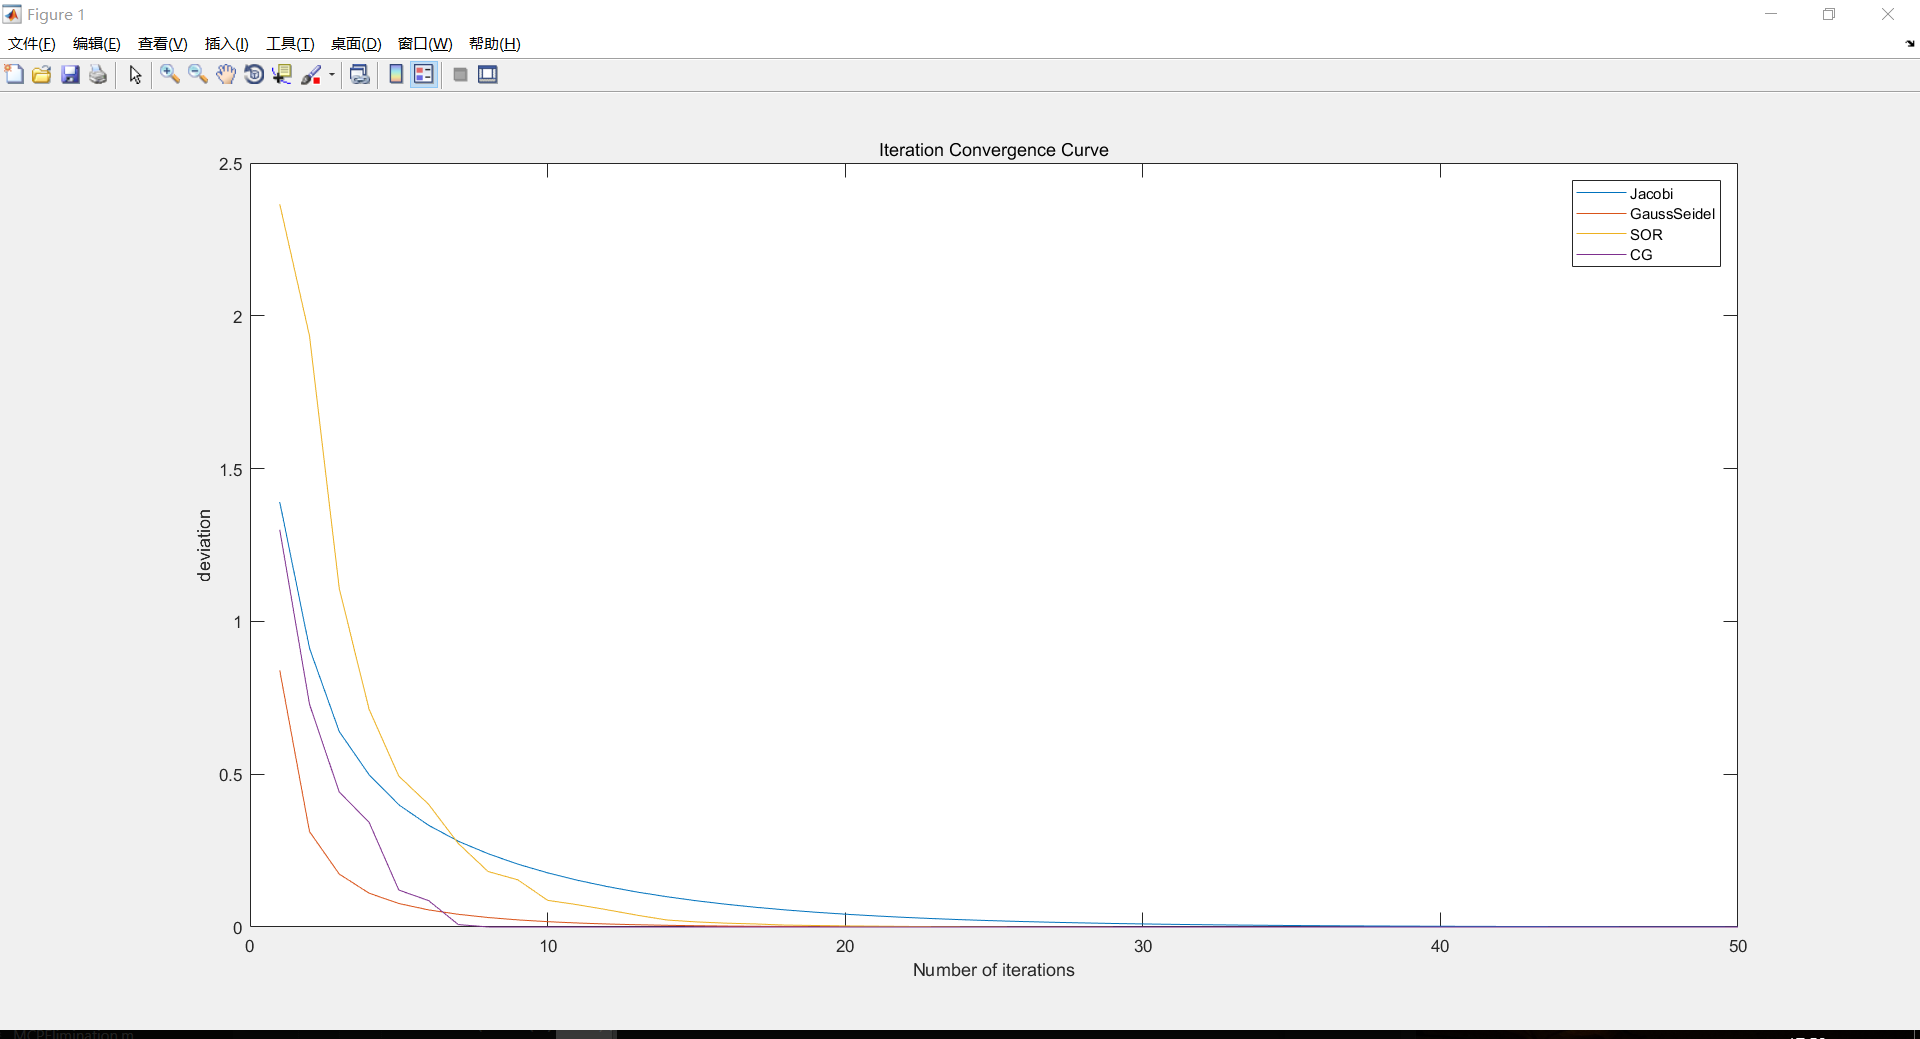 Figure 1
文件(F) 编辑(E) 查看(V) 插入(I) 工具(T) 桌面(D) 窗口(W) 帮助(H)
Iteration Convergence Curve
2.5
2
1.5
1
0.5
0
deviation
Jacobi
GaussSeidel
SOR
CG
0 10 20 30 40 50
Number of iterations